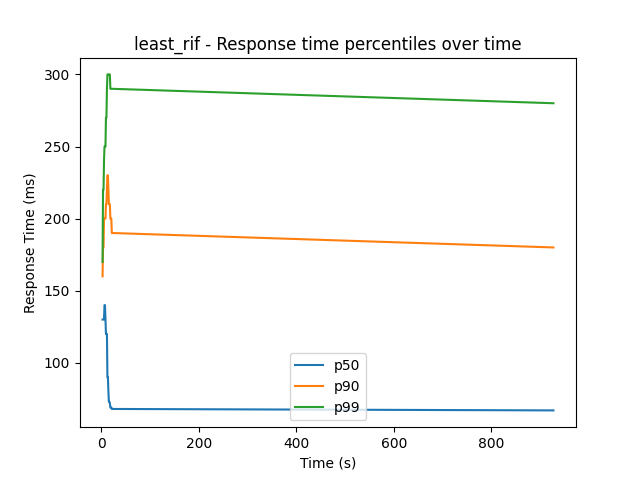 least_rif - Response time percentiles over time
300
250
200
150
100
Response Time (ms)
p50
p90
p99
0
200
400
600
800
Time (s)